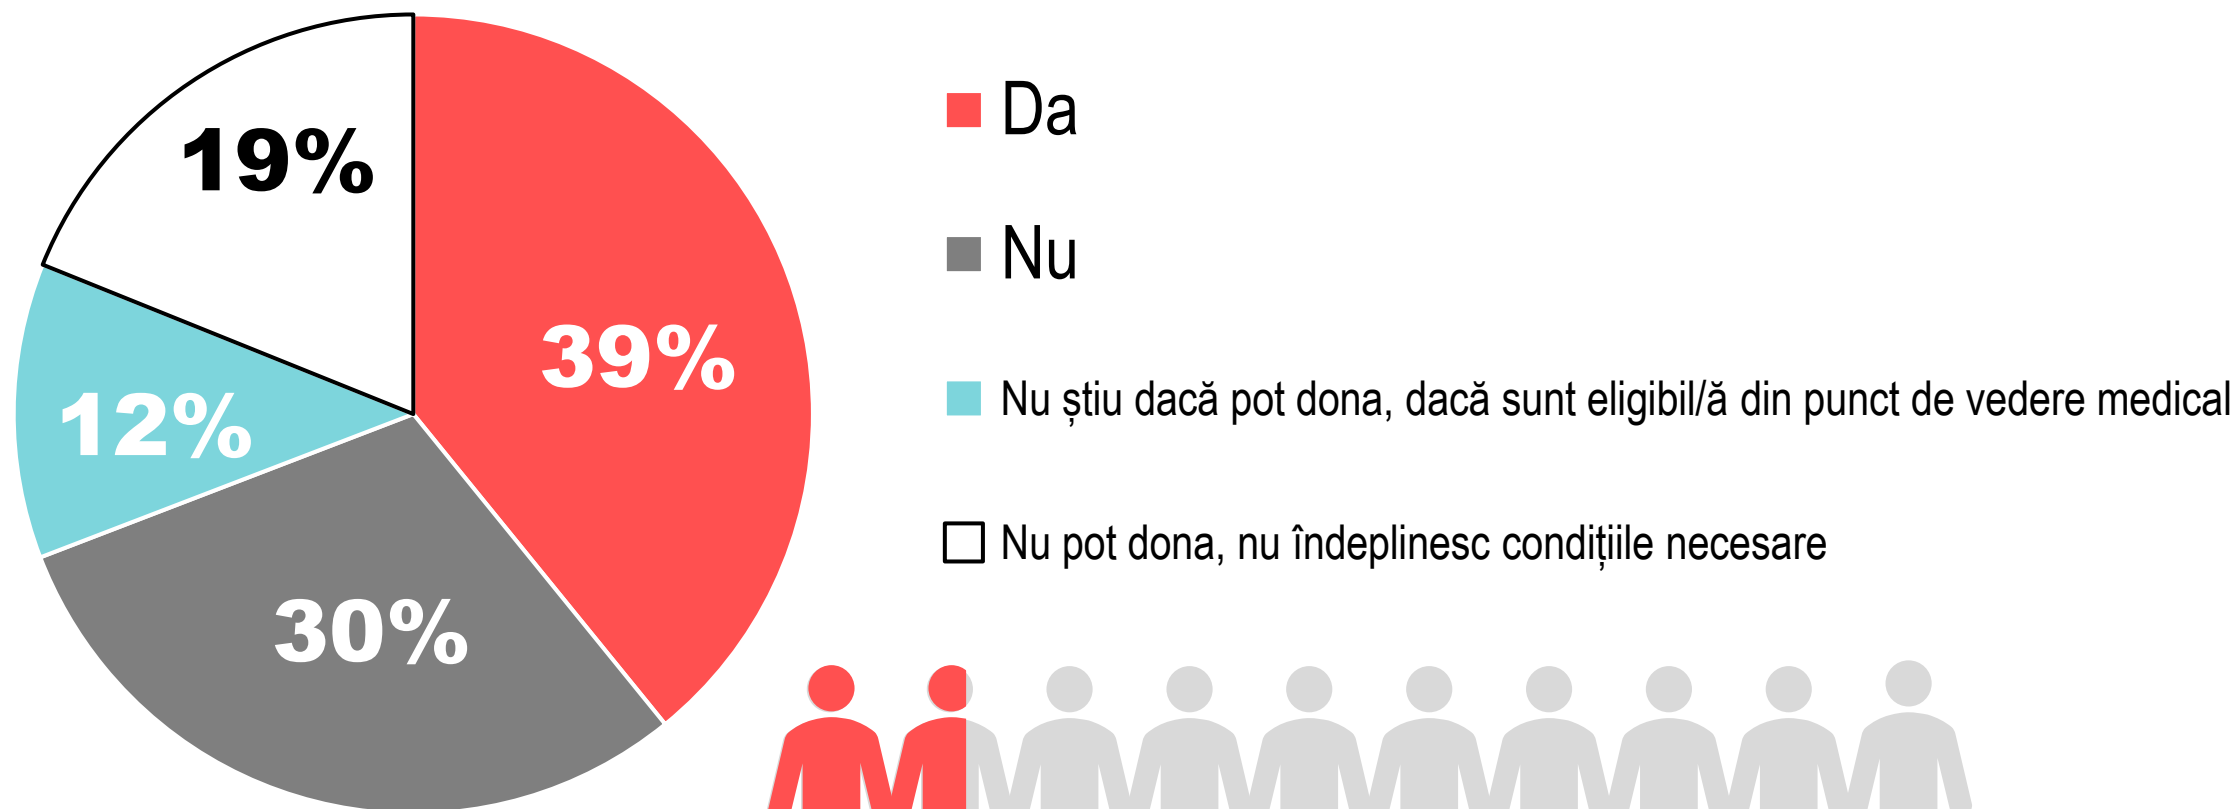 19%
39%
12%
30%
Da
Nu
Nu știu dacă pot dona, dacă sunt eligibil/ă din punct de vedere medical
Nu pot dona, nu îndeplinesc condițiile necesare